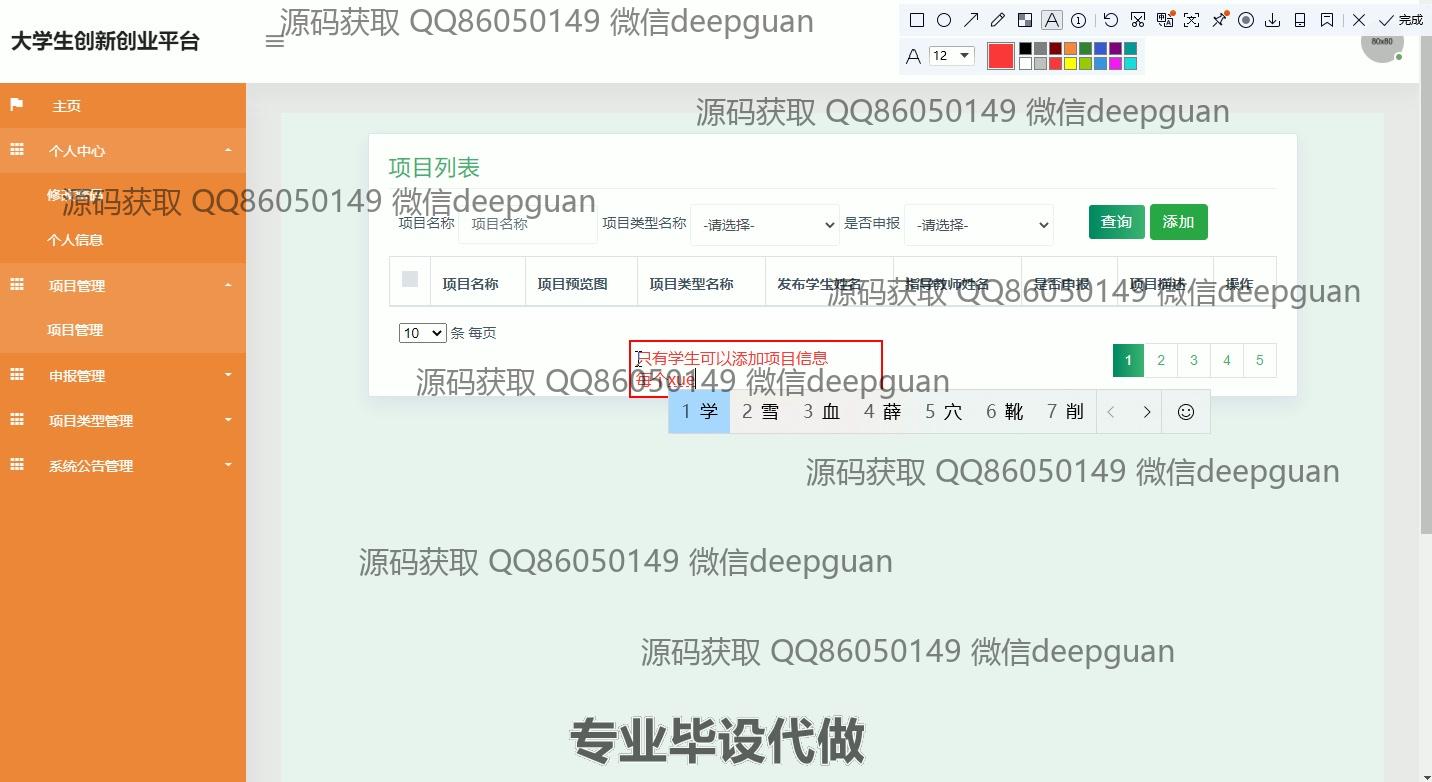 源码获取 QQ86050149 微信deepguan
大学生创新创业平台
完成
80x80
A 12
源码获取 QQ86050149 微信deepguan
主页
个人中心
项目列表
修改密码
源码获取 QQ86050149 微信deepguan
项目名称 项目名称 项目类型名称 -请选择- 是否申报 -请选择- 查询 添加
个人信息
项目管理
项目名称 项目预览图 项目类型名称 发布学生姓名 指导教师姓名 是否申报 项目描述 操作
源码获取 QQ86050149 微信deepguan
项目管理
10 条 每页
只有学生可以添加项目信息
1 2 3 4 5
申报管理
每个xue
源码获取 QQ86050149 微信deepguan
1 学 2 雪 3 血 4 薛 5 穴 6 靴 7 削
项目类型管理
系统公告管理
源码获取 QQ86050149 微信deepguan
源码获取 QQ86050149 微信deepguan
源码获取 QQ86050149 微信deepguan
专业毕设代做